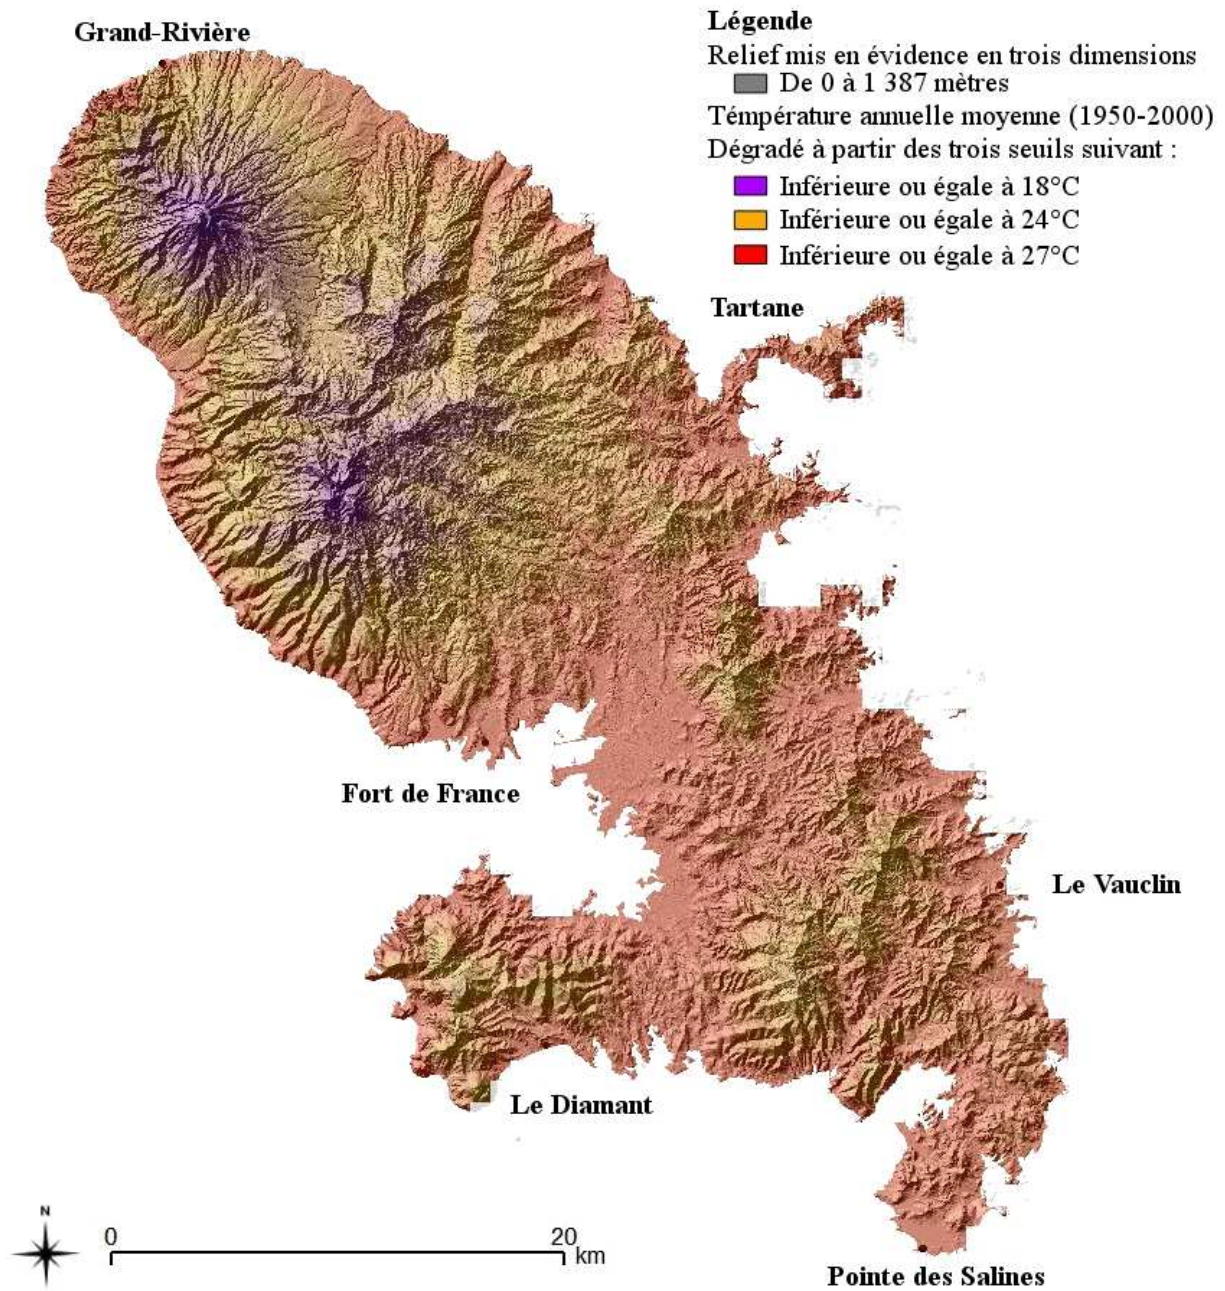 Grand-Rivière
Légende
Relief mis en évidence en trois dimensions
De 0 à 1 387 mètres
Témpérature annuelle moyenne (1950-2000)
Dégradé à partir des trois seuils suivant :
Inférieure ou égale à 18°C
Inférieure ou égale à 24°C
Inférieure ou égale à 27°C
Tartane
Fort de France
Le Vauclin
Le Diamant
N
0 20 km
Pointe des Salines